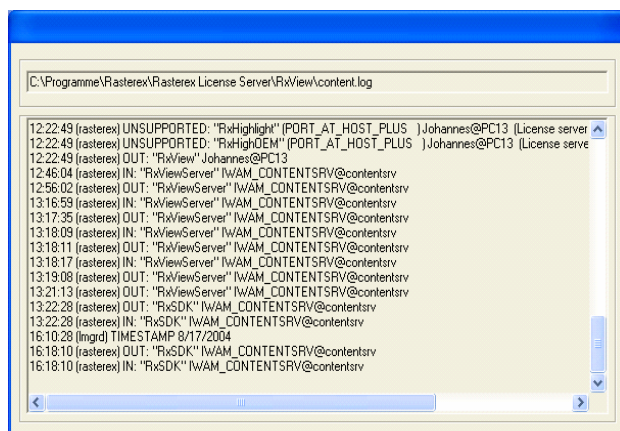 C:\Programme\Rasterex\Rasterex License Server\RxView\content.log
12:22:49 (rasterex) UNSUPPORTED: "RxHighlight" (PORT_AT_HOST_PLUS   ) Johannes@PC13  (License server
12:22:49 (rasterex) UNSUPPORTED: "RxHighOEM" (PORT_AT_HOST_PLUS   ) Johannes@PC13  (License serve
12:22:49 (rasterex) OUT: "RxView" Johannes@PC13
12:46:04 (rasterex) IN: "RxViewServer" IWAM_CONTENTSRV@contentsrv
12:56:02 (rasterex) OUT: "RxViewServer" IWAM_CONTENTSRV@contentsrv
13:16:59 (rasterex) IN: "RxViewServer" IWAM_CONTENTSRV@contentsrv
13:17:35 (rasterex) OUT: "RxViewServer" IWAM_CONTENTSRV@contentsrv
13:18:09 (rasterex) IN: "RxViewServer" IWAM_CONTENTSRV@contentsrv
13:18:11 (rasterex) OUT: "RxViewServer" IWAM_CONTENTSRV@contentsrv
13:18:17 (rasterex) IN: "RxViewServer" IWAM_CONTENTSRV@contentsrv
13:19:08 (rasterex) OUT: "RxViewServer" IWAM_CONTENTSRV@contentsrv
13:21:13 (rasterex) OUT: "RxViewServer" IWAM_CONTENTSRV@contentsrv
13:22:28 (rasterex) OUT: "RxSDK" IWAM_CONTENTSRV@contentsrv
13:22:28 (rasterex) IN: "RxSDK" IWAM_CONTENTSRV@contentsrv
16:10:28 (lmgrd) TIMESTAMP 8/17/2004
16:18:10 (rasterex) OUT: "RxSDK" IWAM_CONTENTSRV@contentsrv
16:18:10 (rasterex) IN: "RxSDK" IWAM_CONTENTSRV@contentsrv